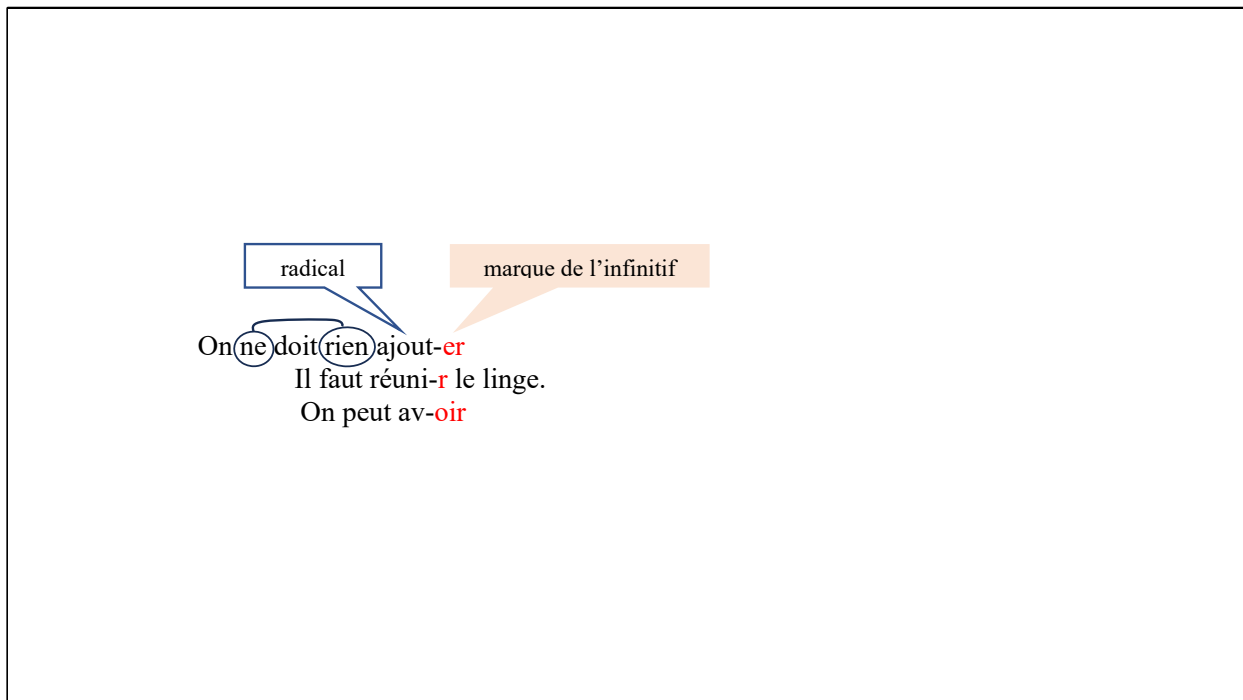 radical
marque de l’infinitif
On ne doit rien ajout-er
Il faut réuni-r le linge.
On peut av-oir